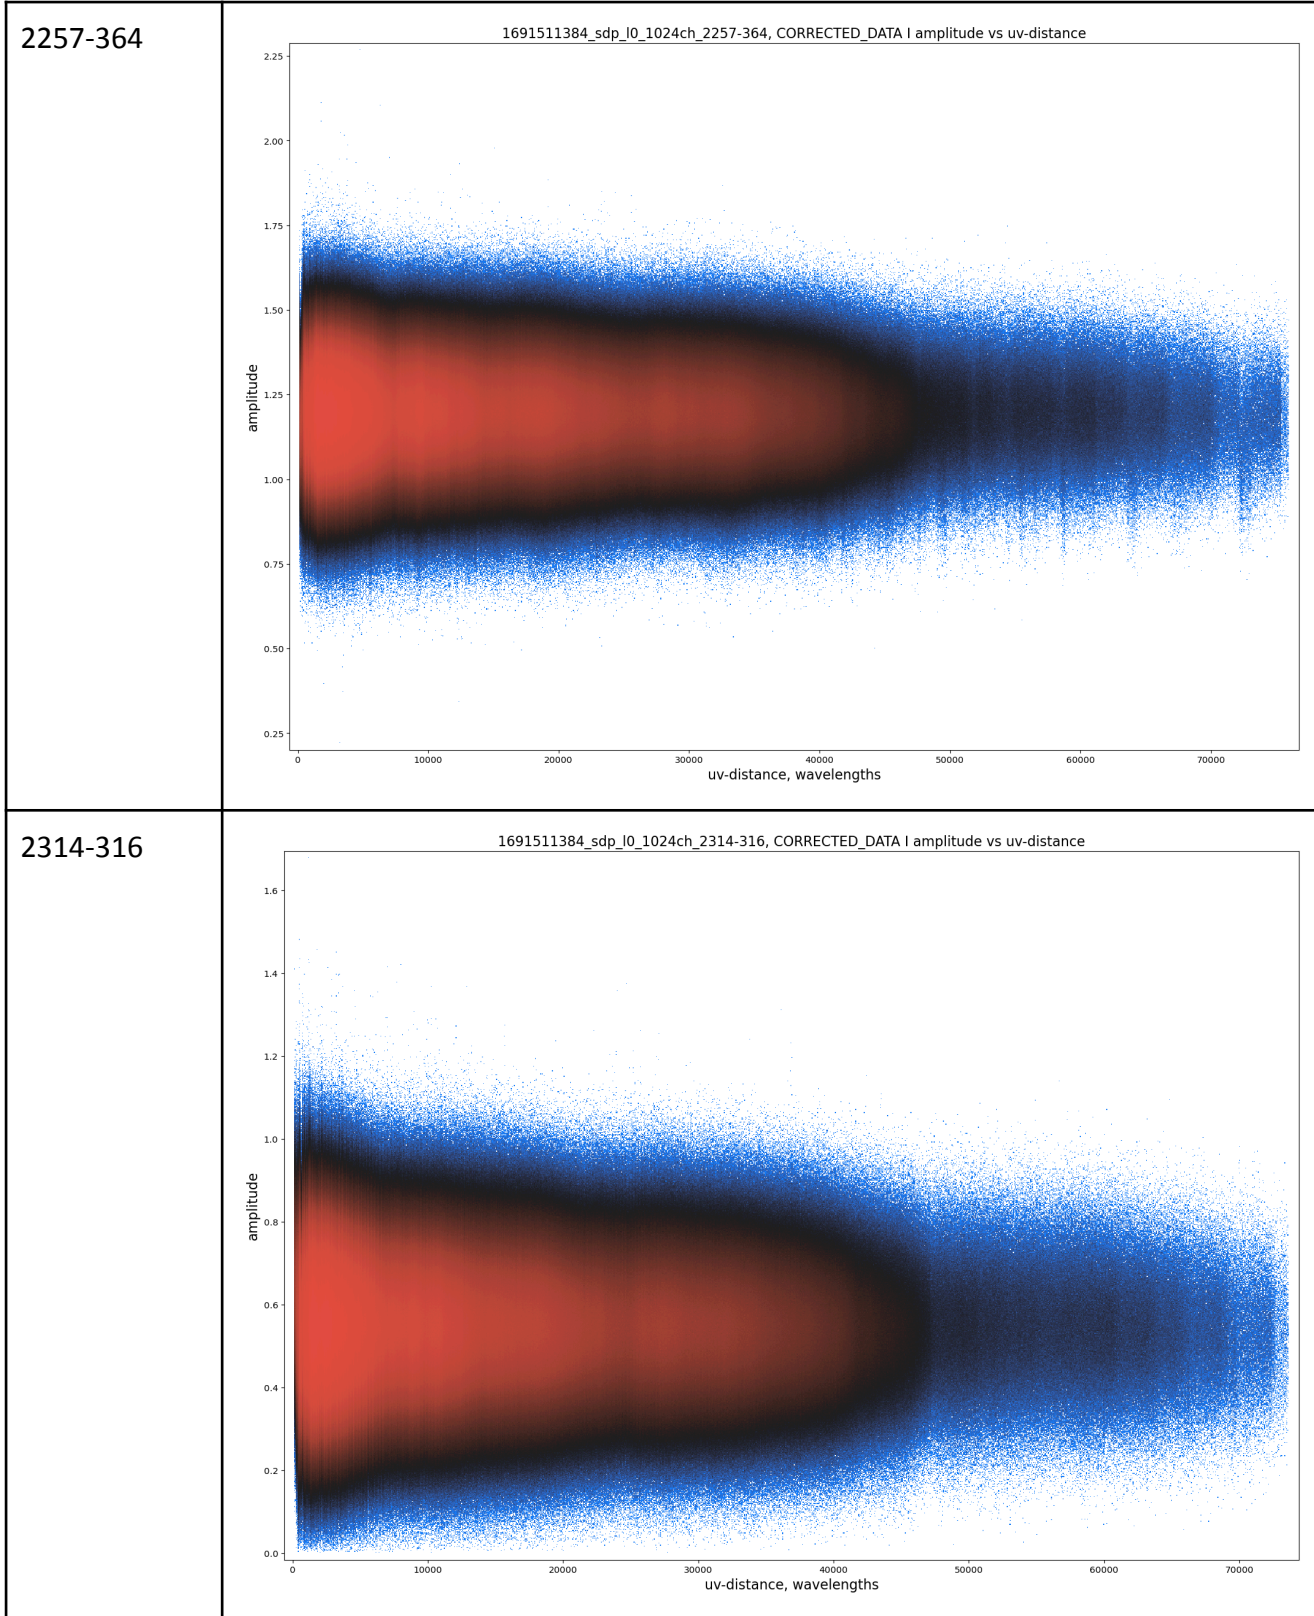 2257-364
1691511384_sdp_l0_1024ch_2257-364, CORRECTED_DATA I amplitude vs uv-distance
2.25
2.00
1.75
1.50
1.25
1.00
0.75
0.50
0.25
amplitude
0 10000 20000 30000 40000 50000 60000 70000
uv-distance, wavelengths
2314-316
1691511384_sdp_l0_1024ch_2314-316, CORRECTED_DATA I amplitude vs uv-distance
1.6
1.4
1.2
1.0
0.8
0.6
0.4
0.2
0.0
amplitude
0 10000 20000 30000 40000 50000 60000 70000
uv-distance, wavelengths